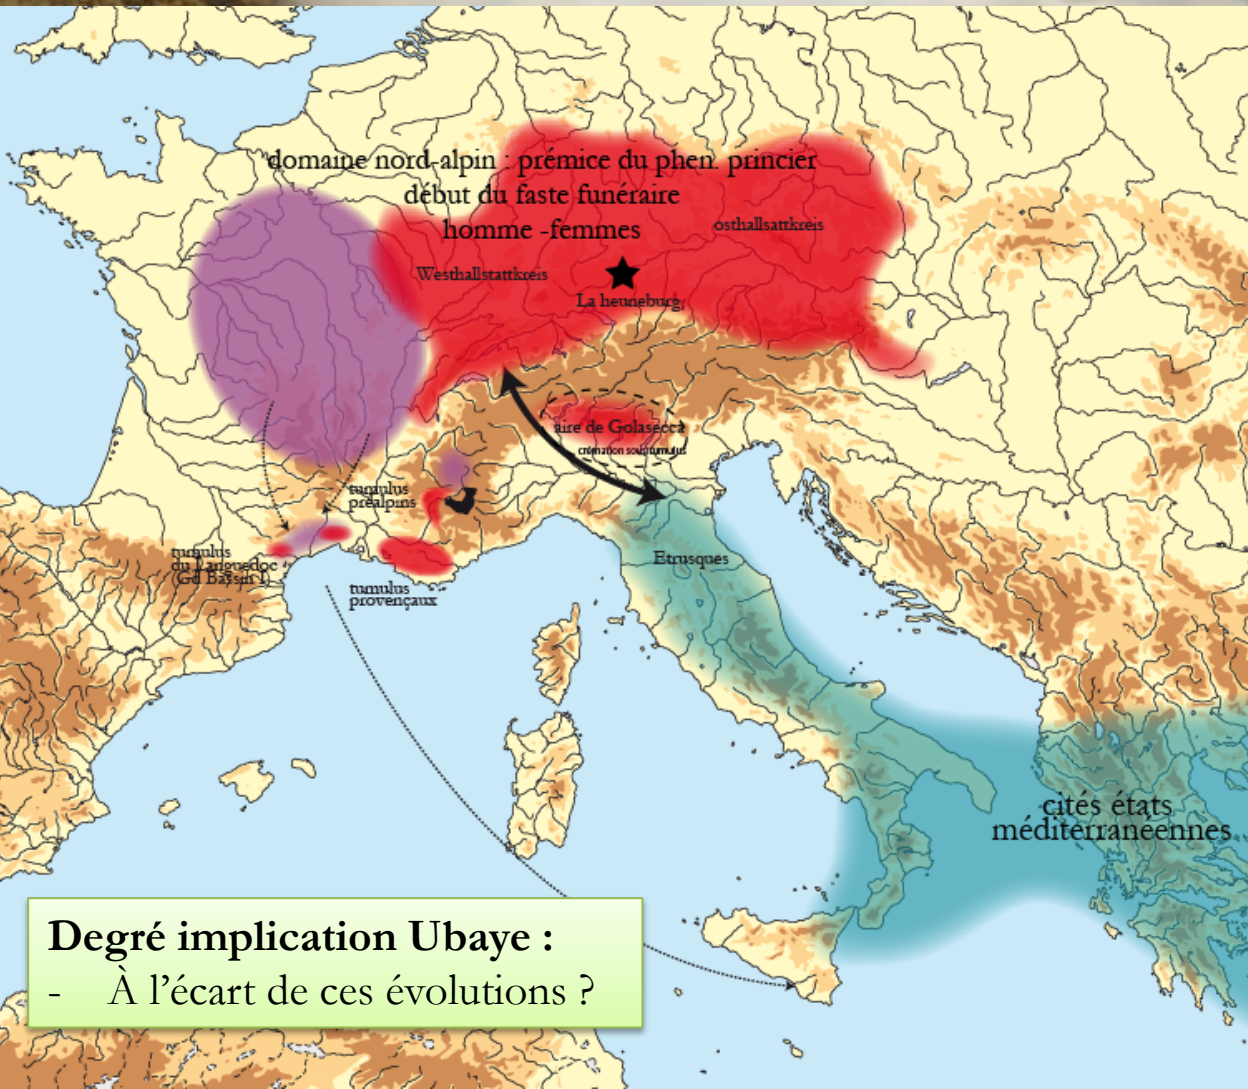 domaine nord-alpin : prémice du phen. princier
début du faste funéraire
homme -femmes
osthallsattkreis
Westhallstattkreis
La heuneburg
aire de Golasecca
crémation sous tumulus
tumulus
préalpins
tumulus
du Languedoc
(Gd Bassin I)
Etrusques
tumulus
provençaux
cités états
méditerranéennes
Degré implication Ubaye :
- À l’écart de ces évolutions ?